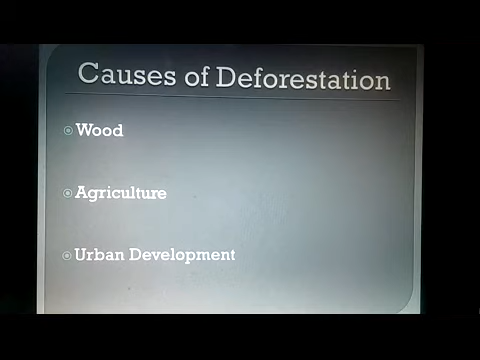 Causes of Deforestation
Wood
Agriculture
Urban Development